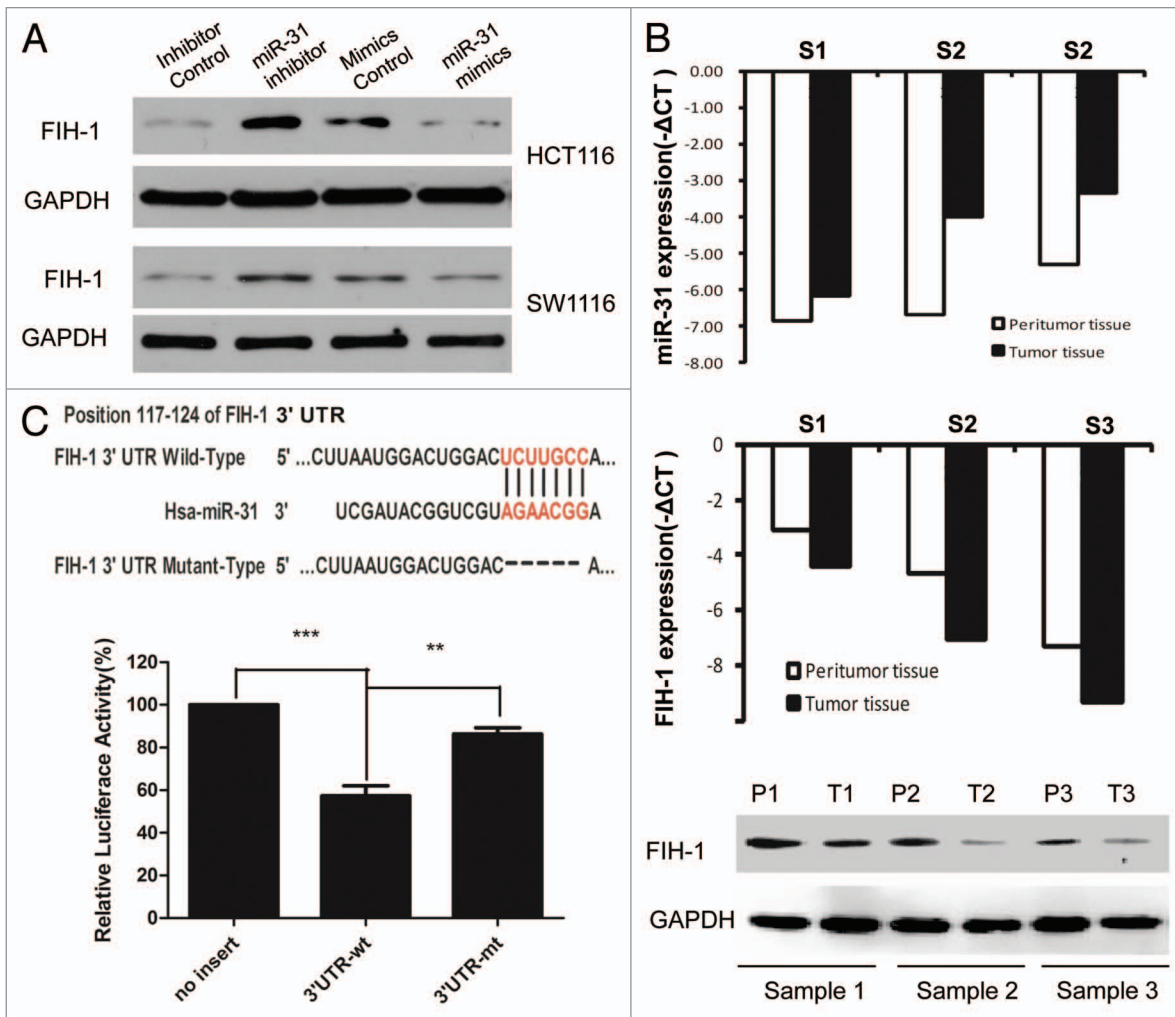 A
Inhibitor Control
miR-31 inhibitor
Mimics Control
miR-31 mimics
FIH-1
HCT116
GAPDH
FIH-1
SW1116
GAPDH
B
S1 S2 S2
miR-31 expression(-ΔCT)
0.00
-1.00
-2.00
-3.00
-4.00
-5.00
-6.00
-7.00
-8.00
Peritumor tissue
Tumor tissue
S1 S2 S3
FIH-1 expression(-ΔCT)
0
-2
-4
-6
-8
Peritumor tissue
Tumor tissue
P1 T1 P2 T2 P3 T3
FIH-1
GAPDH
Sample 1 Sample 2 Sample 3
C
Position 117-124 of FIH-1 3' UTR
FIH-1 3' UTR Wild-Type 5' ...CUUAAUGGACUGGACUCUUGCCA...
Hsa-miR-31 3' UCGAUACGGUCGUAGAACGGA
FIH-1 3' UTR Mutant-Type 5' ...CUUAAUGGACUGGAC------ A...
*** **
Relative Luciferace Activity(%)
120
100
80
60
40
20
0
no insert
3'UTR-wt
3'UTR-mt